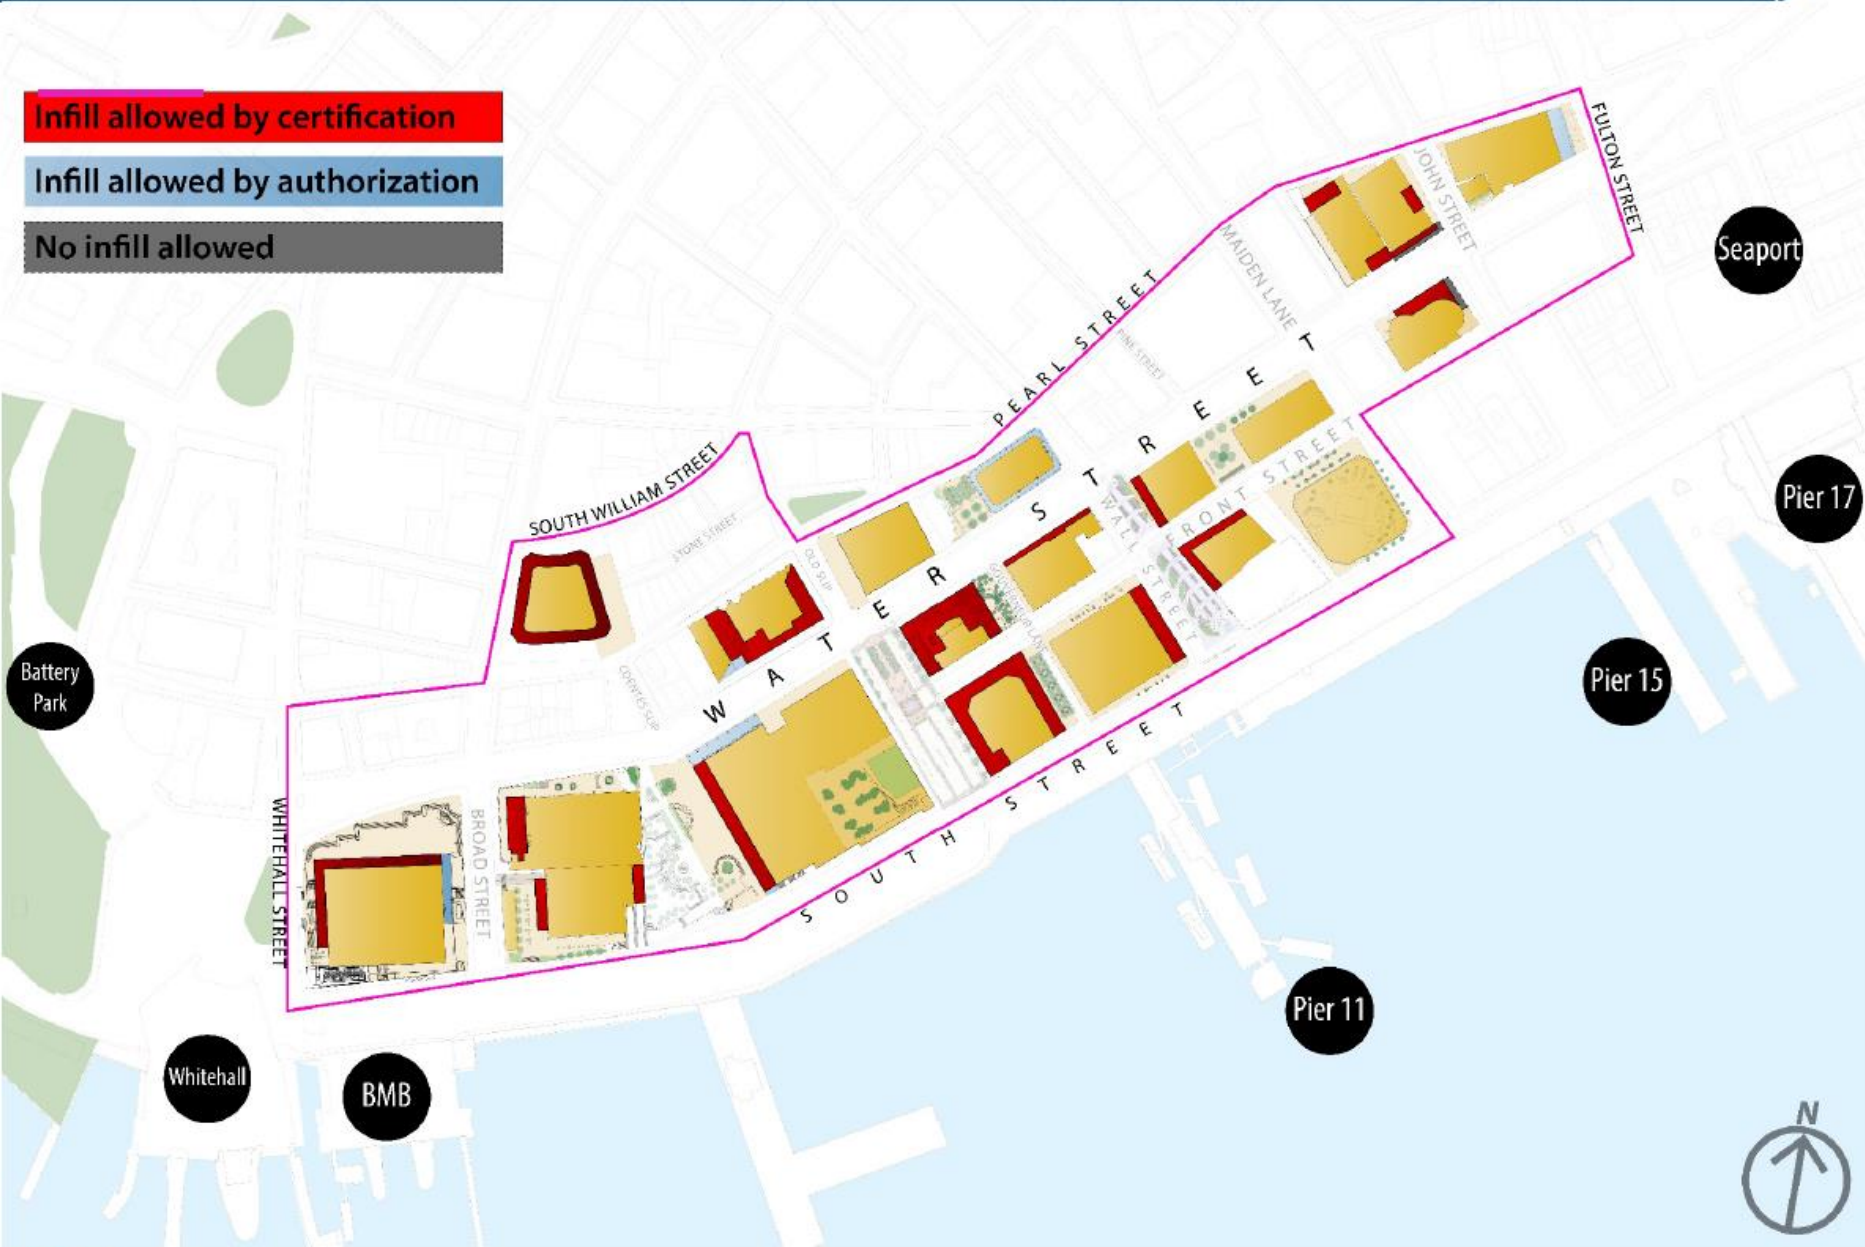 Infill allowed by certification
Infill allowed by authorization
No infill allowed
FULTON STREET
JOHN STREET
Seaport
MAIDEN LANE
PEARL STREET
PINE STREET
WATER STREET
SOUTH WILLIAM STREET
STONE STREET
OLD SLIP
WALL STREET
FRONT STREET
Pier 17
COENTIES SLIP
Battery
Park
Pier 15
SOUTH STREET
WHITEHALL STREET
BROAD STREET
Pier 11
Whitehall
BMB
N